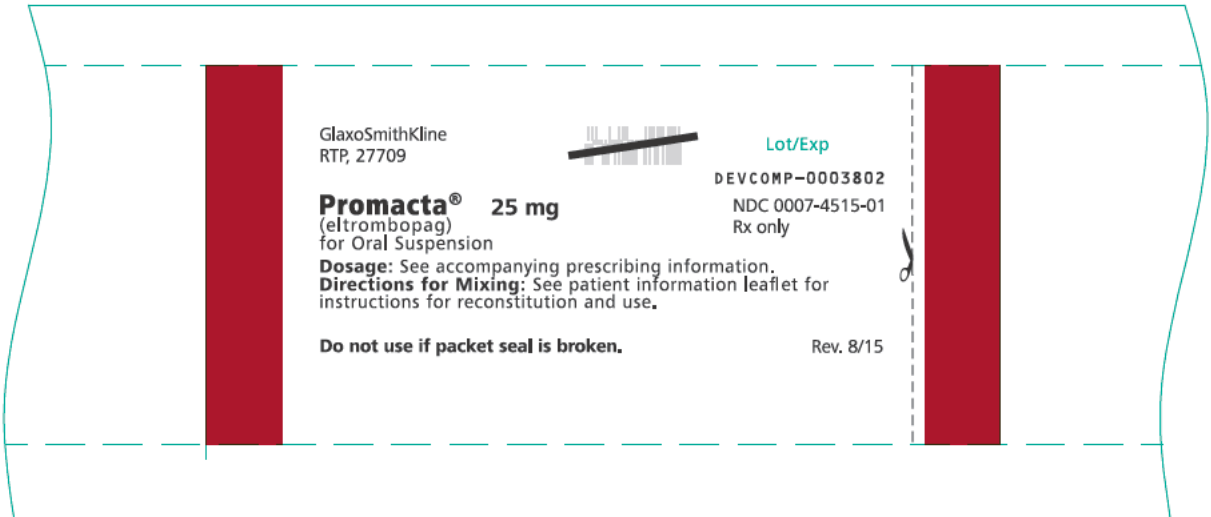 GlaxoSmithKline
RTP, 27709
Lot/Exp
DEVCOMP-0003802
Promacta® 25 mg
NDC 0007-4515-01
(eltrombopag)
Rx only
for Oral Suspension
Dosage: See accompanying prescribing information.
Directions for Mixing: See patient information leaflet for
instructions for reconstitution and use.
Do not use if packet seal is broken.
Rev. 8/15